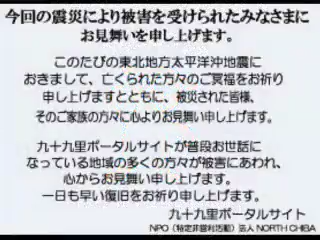 今回の震災により被害を受けられたみなさまに
お見舞いを申し上げます。
このたびの東北地方太平洋沖地震に
おきまして、亡くられた方々のご冥福をお祈り
申し上げますとともに、被災された皆様、
そのご家族の方々に心よりお見舞い申し上げます。
九十九里ポータルサイトが普段お世話に
なっている地域の多くの方々が被害にあわれ、
心からお見舞い申し上げます。
一日も早い復旧をお祈り申し上げます。
九十九里ポータルサイト
NPO（特定非営利活動）法人 NORTH CHIBA